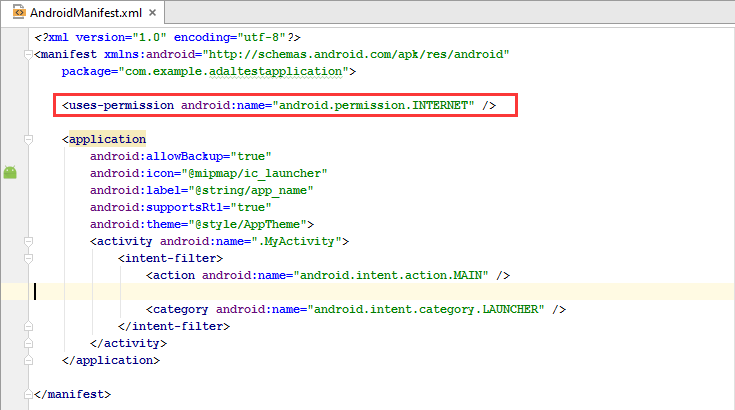 AndroidManifest.xml ×
<?xml version="1.0" encoding="utf-8"?>
<manifest xmlns:android="http://schemas.android.com/apk/res/android"
    package="com.example.adaltestapplication">
    <uses-permission android:name="android.permission.INTERNET" />
    <application
        android:allowBackup="true"
        android:icon="@mipmap/ic_launcher"
        android:label="@string/app_name"
        android:supportsRtl="true"
        android:theme="@style/AppTheme">
        <activity android:name=".MyActivity">
            <intent-filter>
                <action android:name="android.intent.action.MAIN" />
                <category android:name="android.intent.category.LAUNCHER" />
            </intent-filter>
        </activity>
    </application>
</manifest>